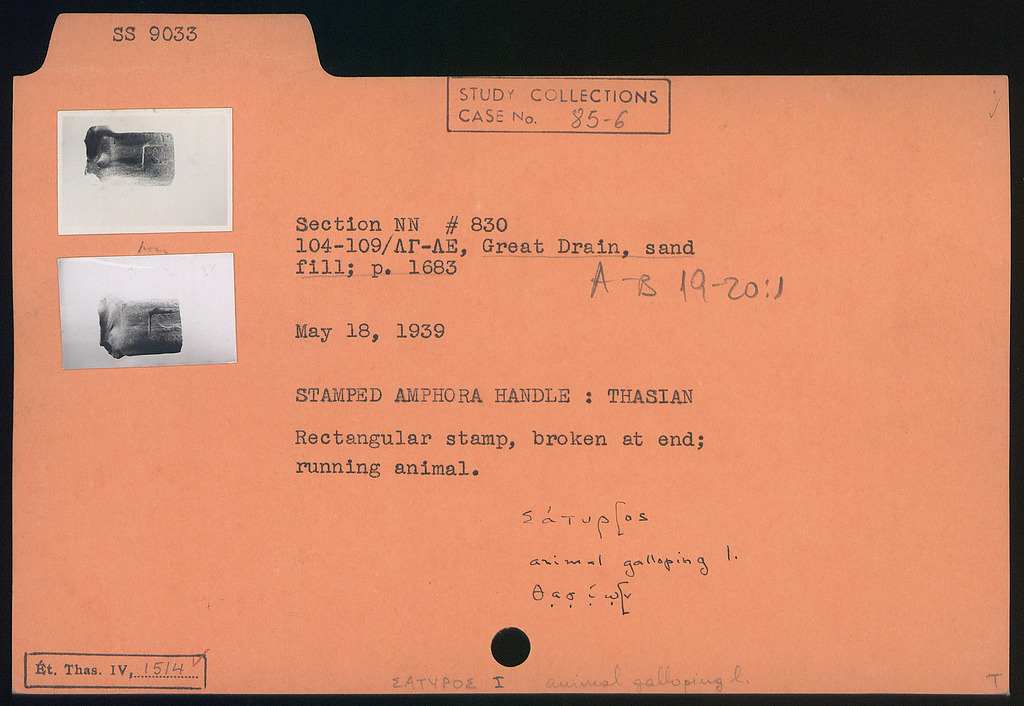 SS 9033
STUDY COLLECTIONS
CASE No. 85-6
Section NN # 830
104-109/ΛΓ-ΛΕ, Great Drain, sand
fill; p. 1683
A-B 19-20:1
May 18, 1939
STAMPED AMPHORA HANDLE : THASIAN
Rectangular stamp, broken at end;
running animal.
Σάτυρ[ος
animal galloping l.
Θα̣σ̣ί̣ω̣[ν
Ét. Thas. IV, 1514
ΣΑΤΥΡΟΣ I animal galloping l.
T